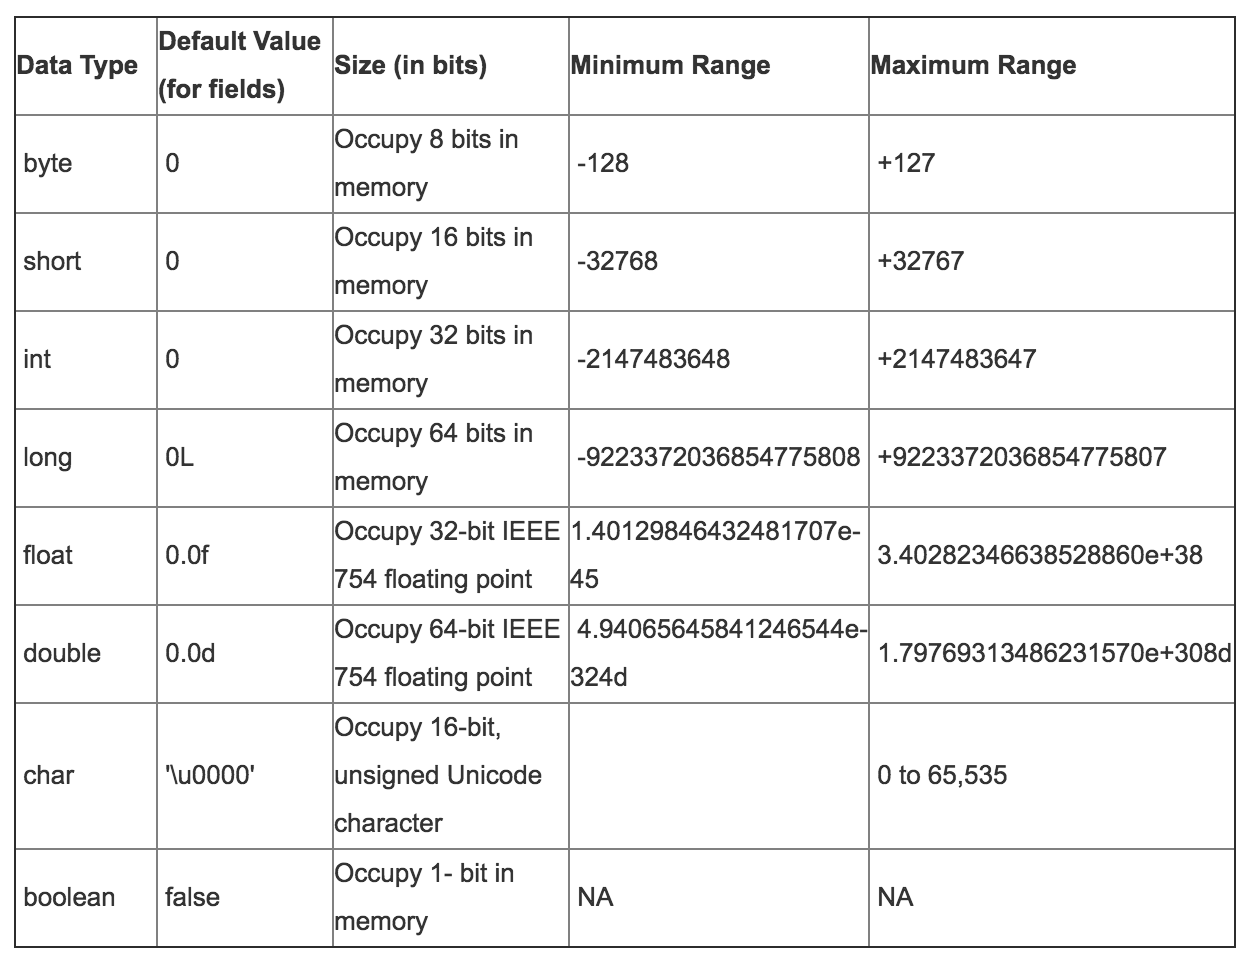 Data Type
Default Value
(for fields)
Size (in bits)
Minimum Range
Maximum Range
byte
0
Occupy 8 bits in
memory
-128
+127
short
0
Occupy 16 bits in
memory
-32768
+32767
int
0
Occupy 32 bits in
memory
-2147483648
+2147483647
long
0L
Occupy 64 bits in
memory
-9223372036854775808
+9223372036854775807
float
0.0f
Occupy 32-bit IEEE
754 floating point
1.40129846432481707e-
45
3.40282346638528860e+38
double
0.0d
Occupy 64-bit IEEE
754 floating point
4.94065645841246544e-
324d
1.79769313486231570e+308d
char
'\u0000'
Occupy 16-bit,
unsigned Unicode
character
0 to 65,535
boolean
false
Occupy 1- bit in
memory
NA
NA